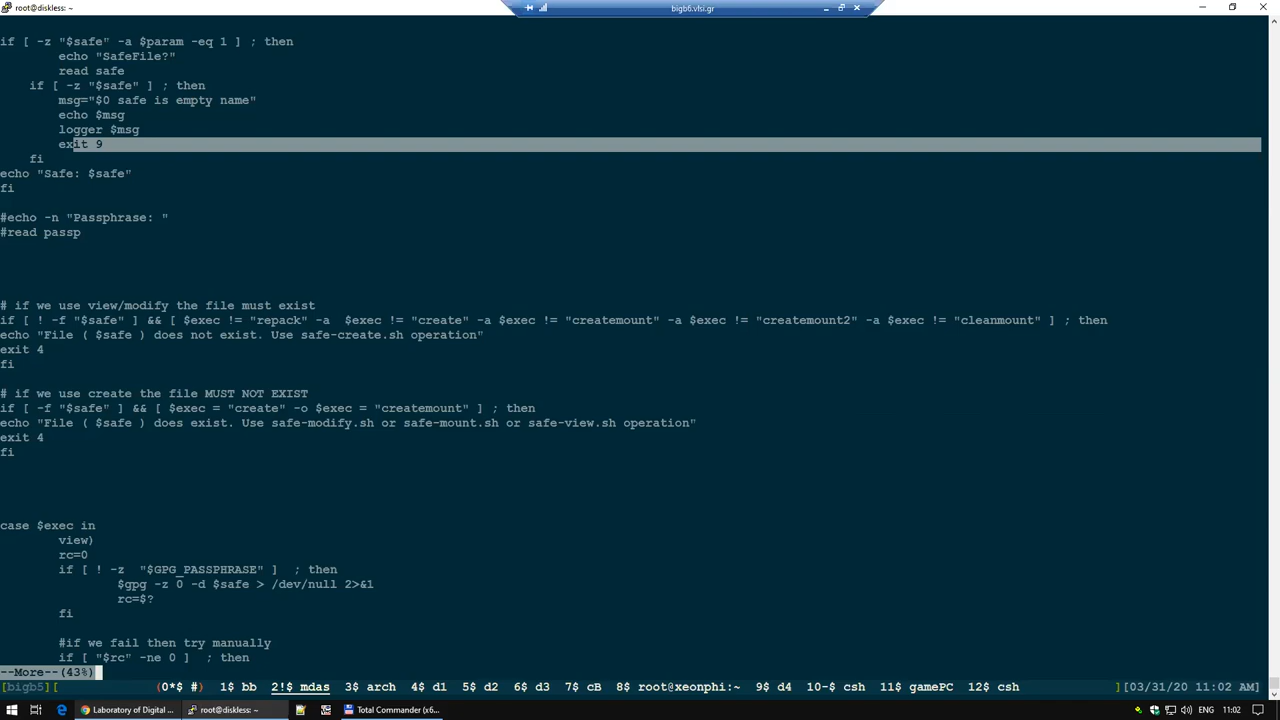 root@diskless: ~
bigb6.vlsi.gr
if [ -z "$safe" -a $param -eq 1 ] ; then
echo "SafeFile?"
read safe
if [ -z "$safe" ] ; then
msg="$0 safe is empty name"
echo $msg
logger $msg
exit 9
fi
echo "Safe: $safe"
fi
#echo -n "Passphrase: "
#read passp
# if we use view/modify the file must exist
if [ ! -f "$safe" ] && [ $exec != "repack" -a  $exec != "create" -a $exec != "createmount" -a $exec != "createmount2" -a $exec != "cleanmount" ] ; then
echo "File ( $safe ) does not exist. Use safe-create.sh operation"
exit 4
fi
# if we use create the file MUST NOT EXIST
if [ -f "$safe" ] && [ $exec = "create" -o $exec = "createmount" ] ; then
echo "File ( $safe ) does exist. Use safe-modify.sh or safe-mount.sh or safe-view.sh operation"
exit 4
fi
case $exec in
view)
rc=0
if [ ! -z  "$GPG_PASSPHRASE" ]  ; then
$gpg -z 0 -d $safe > /dev/null 2>&1
rc=$?
fi
#if we fail then try manually
if [ "$rc" -ne 0 ]  ; then
--More--(43%)
[bigb5][ (0*$ #) 1$ bb 2!$ mdas 3$ arch 4$ d1 5$ d2 6$ d3 7$ cB 8$ root@xeonphi:~ 9$ d4 10-$ csh 11$ gamePC 12$ csh ][03/31/20 11:02 AM]
Laboratory of Digital ... root@diskless: ~ Total Commander (x6... ENG 11:02